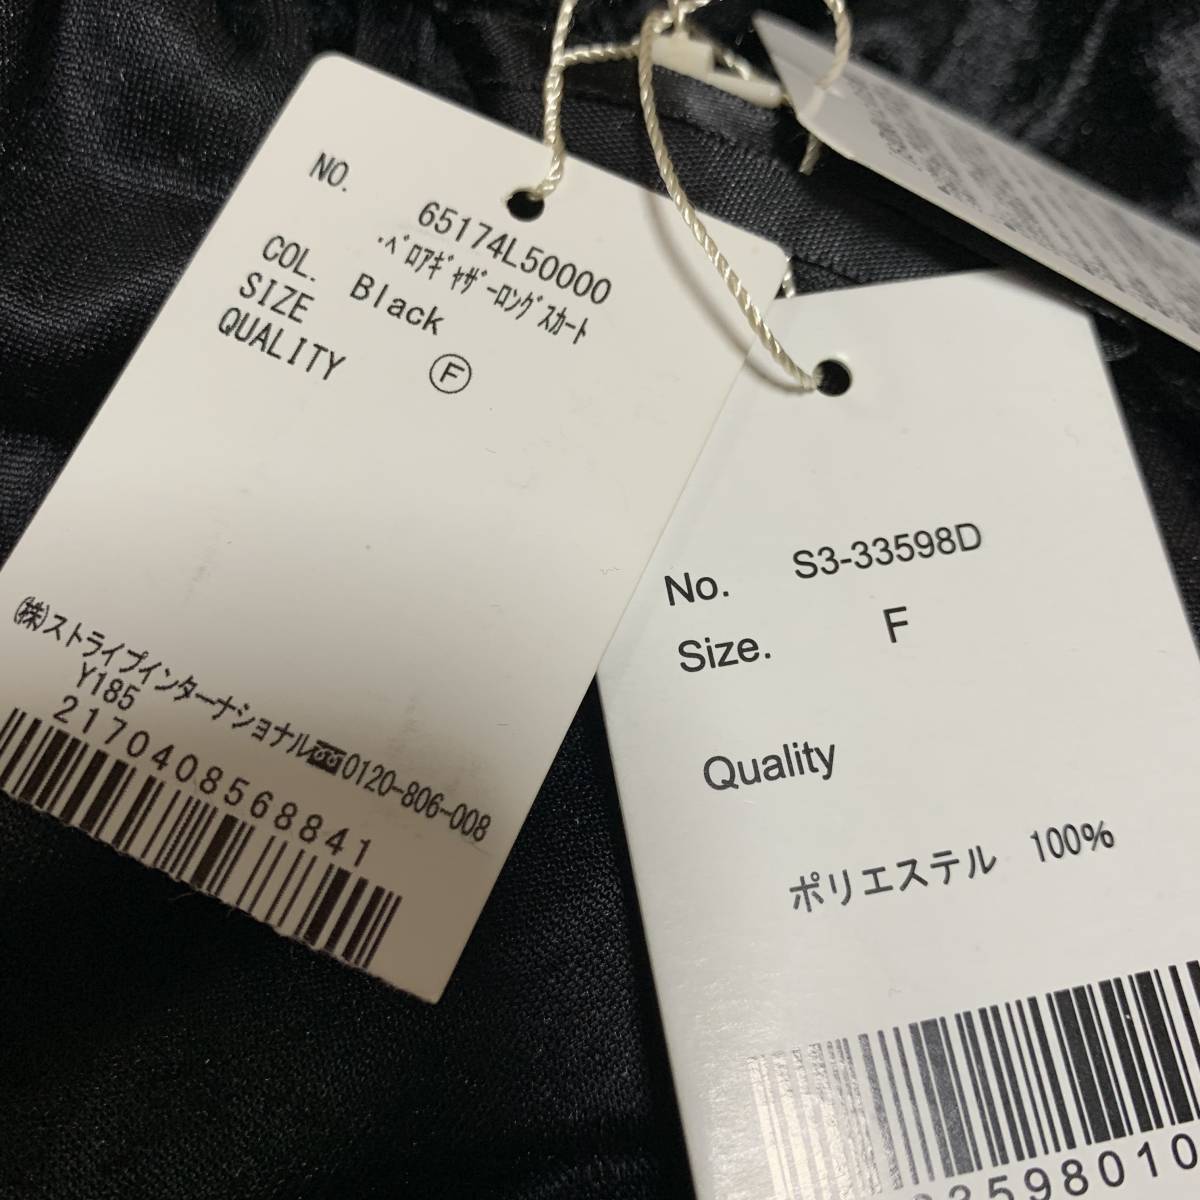 NO. 65174L50000
.ﾍﾞﾛｱｷﾞｬｻﾞｰﾛﾝｸﾞｽｶｰﾄ
COL. Black
SIZE Ⓕ
QUALITY
㈱ストライプインターナショナル➿0120-806-008
Y185
2170408568841
No. S3-33598D
Size. F
Quality
ポリエステル 100%
3598010